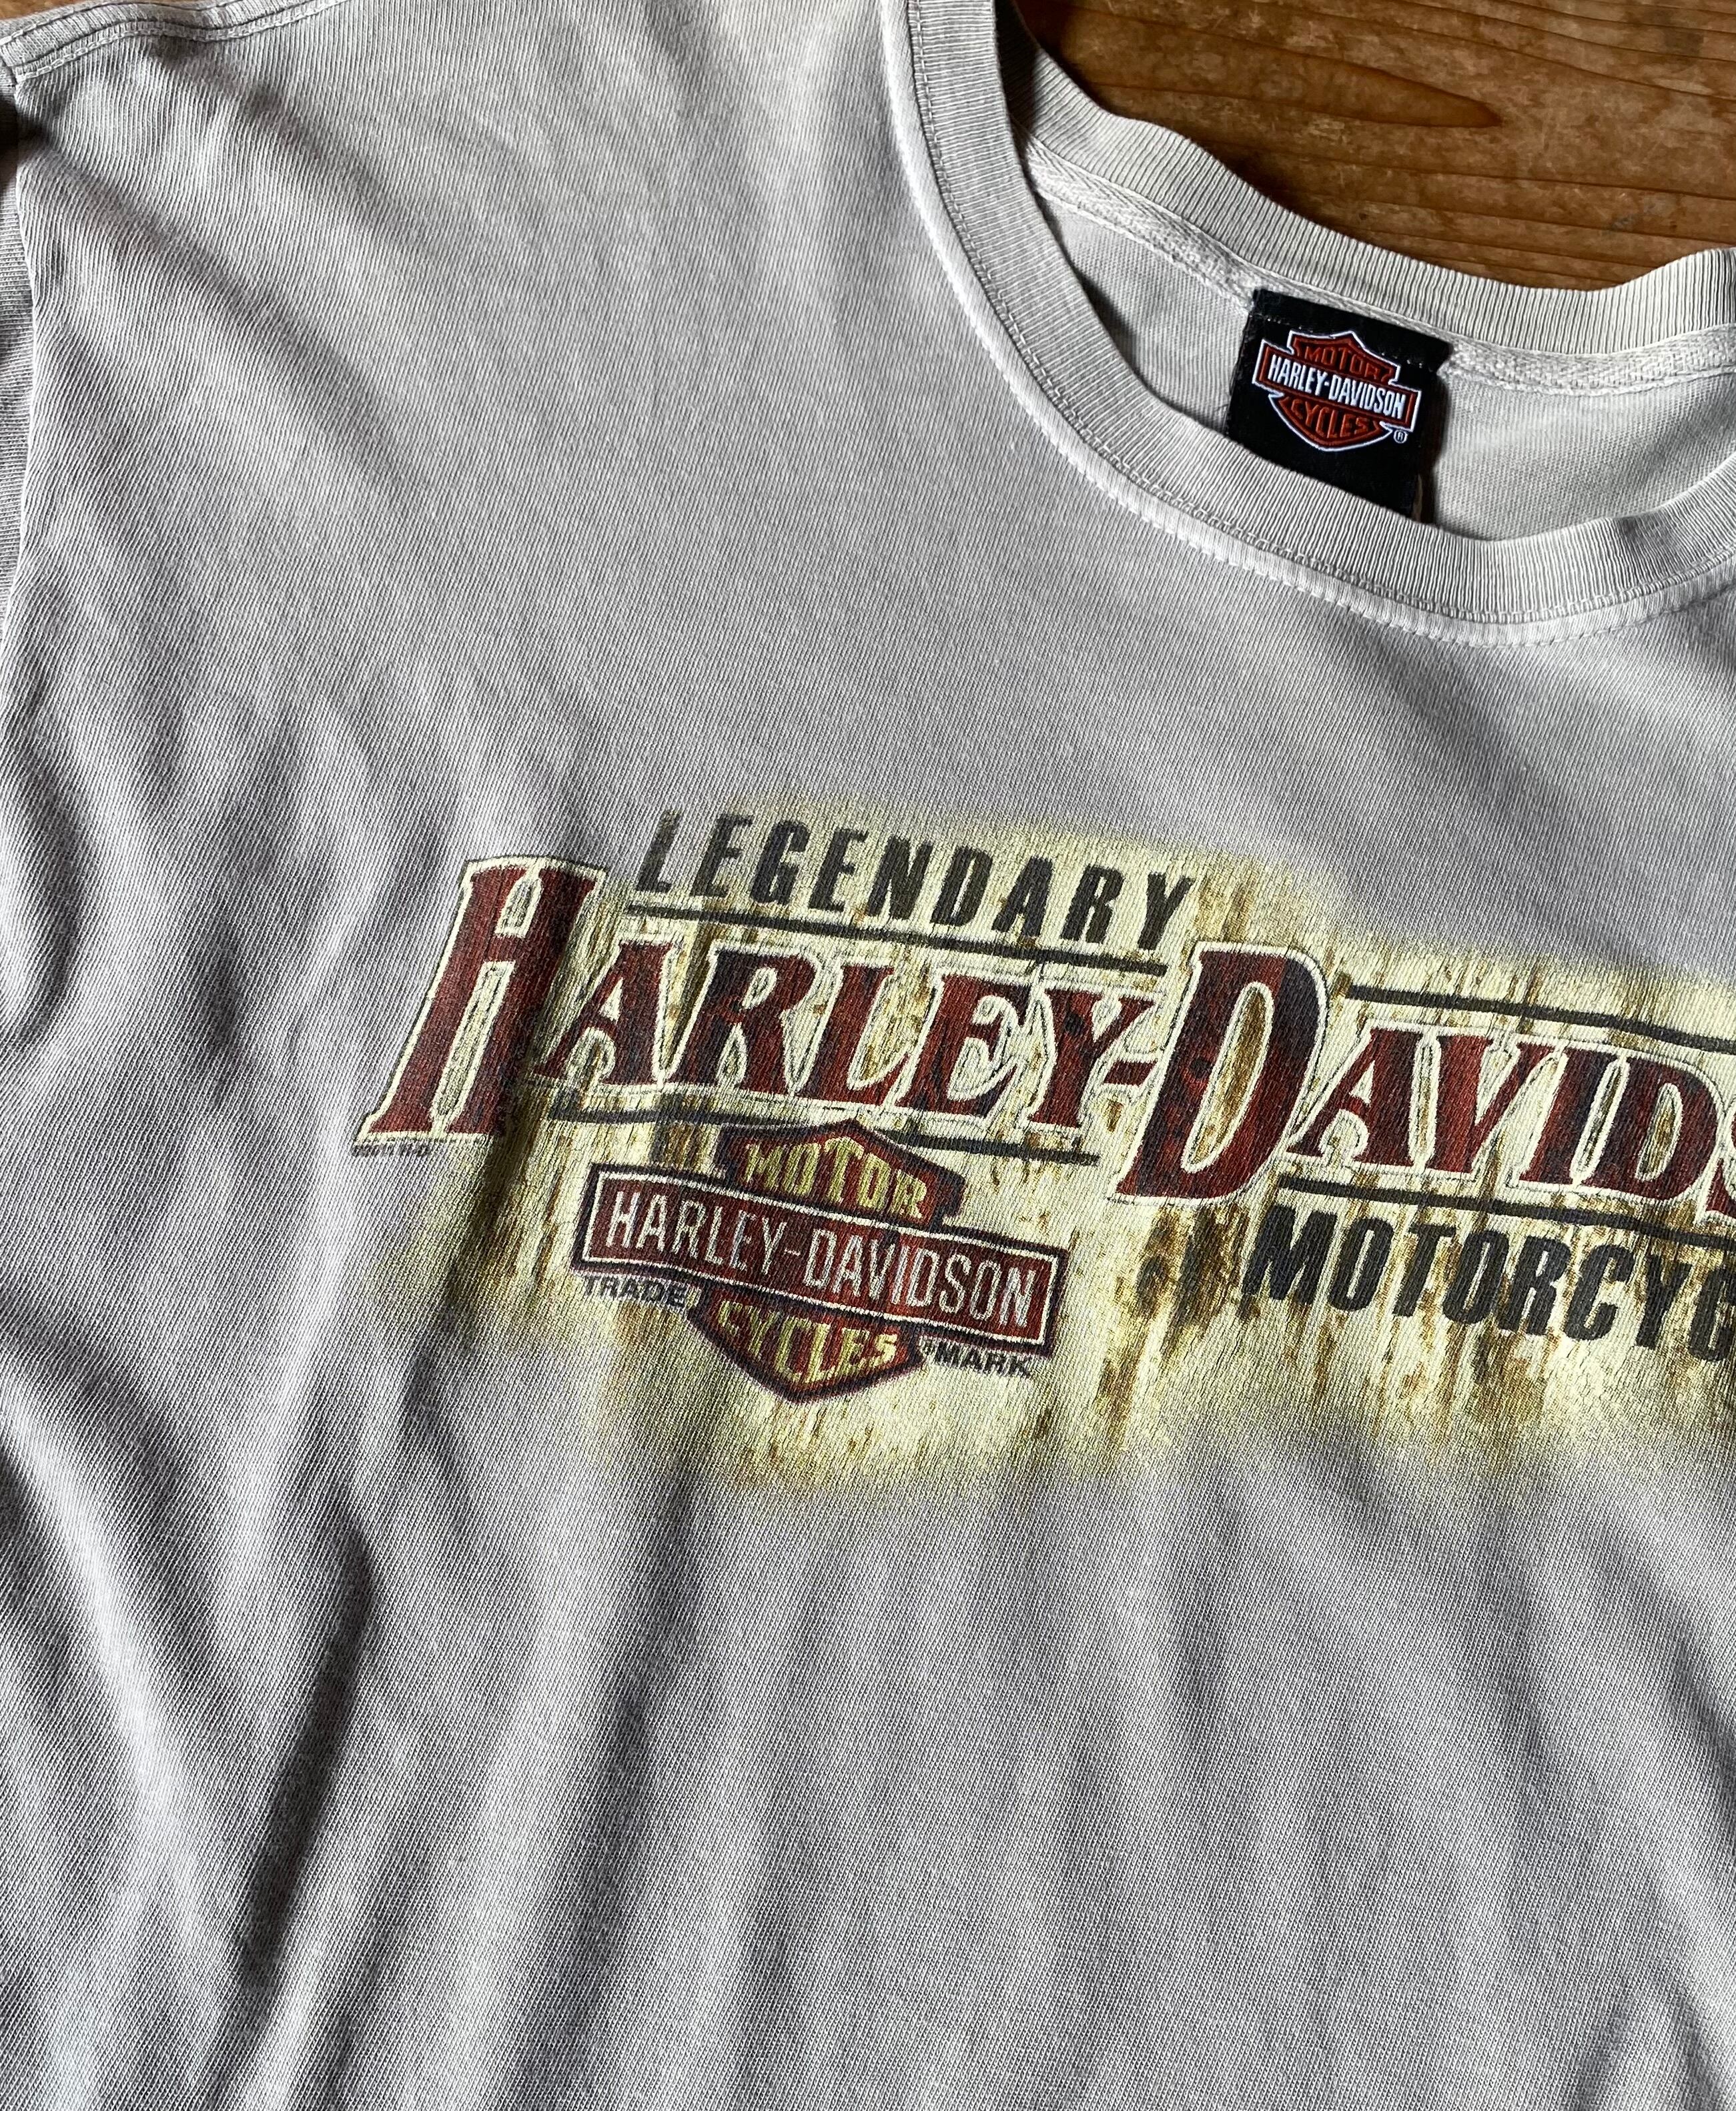 MOTOR
HARLEY-DAVIDSON
CYCLES
®
LEGENDARY
HARLEY-DAVIDS
MOTOR
HARLEY-DAVIDSON
TRADE MARK
CYCLES
MOTORCYC